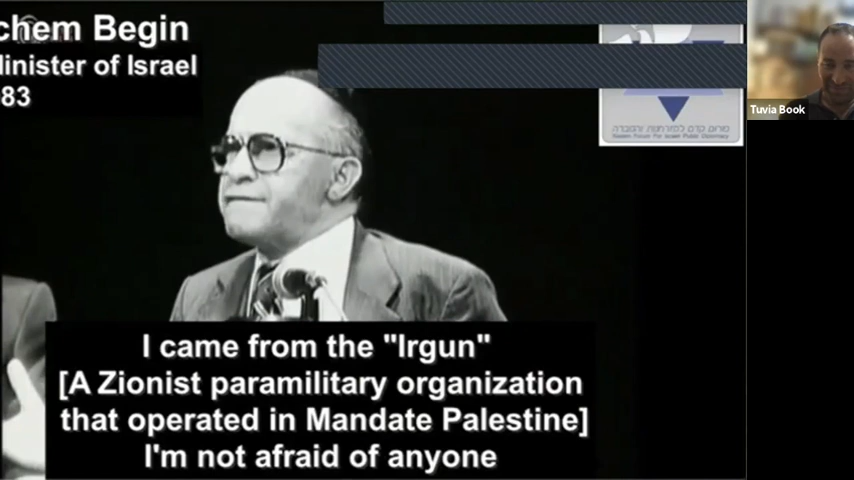 chem Begin
linister of Israel
83
I came from the "Irgun"
[A Zionist paramilitary organization
that operated in Mandate Palestine]
I'm not afraid of anyone
Tuvia Book